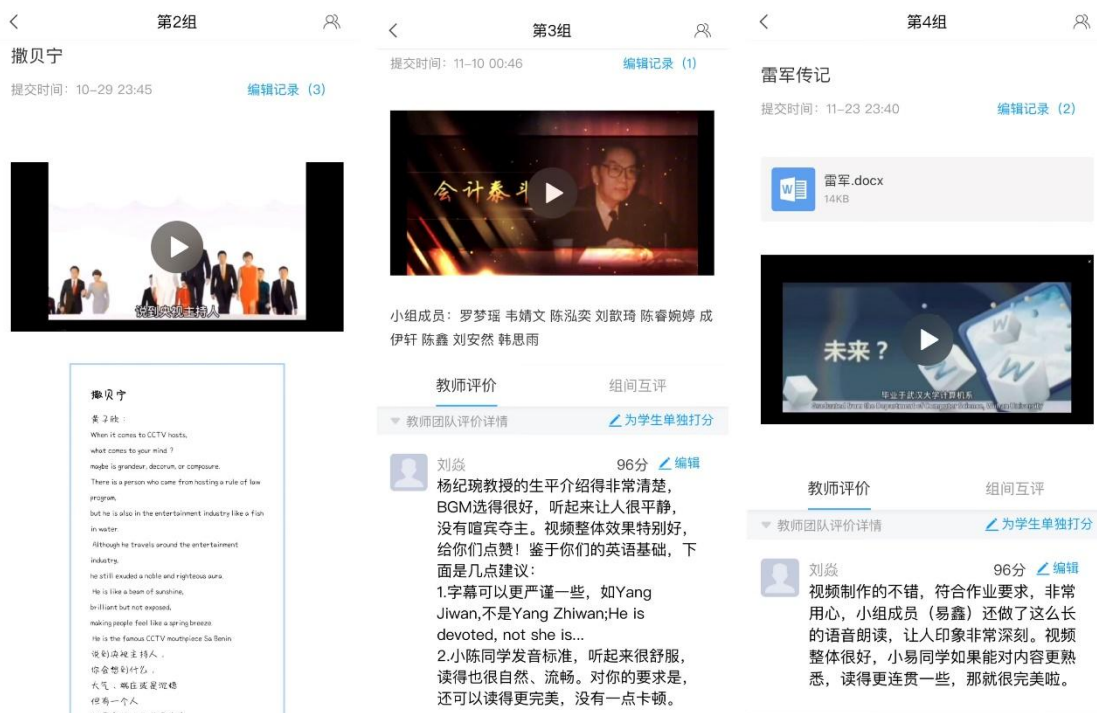 第2组
撒贝宁
提交时间：10-29 23:45
编辑记录（3）
说到央视主持人
撒贝宁
黄子欣：
When it comes to CCTV hosts,
what comes to your mind ?
maybe is grandeur, decorum, or composure.
There is a person who came from hosting a rule of law
program,
but he is also in the entertainment industry like a fish
in water.
Although he travels around the entertainment
industry,
he still exuded a noble and righteous aura.
He is like a beam of sunshine,
brilliant but not exposed,
making people feel like a spring breeze.
He is the famous CCTV mouthpiece Sa Benin
说到央视主持人，
你会想到什么，
大气，端庄或是沉稳
但有一个人
第3组
提交时间：11-10 00:46
编辑记录（1）
会计泰斗
小组成员：罗梦瑶 韦婧文 陈泓奕 刘歆琦 陈睿婉婷 成
伊轩 陈鑫 刘安然 韩思雨
教师评价
组间互评
教师团队评价详情
为学生单独打分
刘焱
96分
编辑
杨纪琬教授的生平介绍得非常清楚，
BGM选得很好，听起来让人很平静，
没有喧宾夺主。视频整体效果特别好，
给你们点赞！鉴于你们的英语基础，下
面是几点建议：
1.字幕可以更严谨一些，如Yang
Jiwan,不是Yang Zhiwan;He is
devoted, not she is...
2.小陈同学发音标准，听起来很舒服，
读得也很自然、流畅。对你的要求是，
还可以读得更完美，没有一点卡顿。
第4组
雷军传记
提交时间：11-23 23:40
编辑记录（2）
W
雷军.docx
14KB
未来？
W
W
W
毕业于武汉大学计算机系
Graduated from the Department of Computer Science, Wuhan University
教师评价
组间互评
教师团队评价详情
为学生单独打分
刘焱
96分
编辑
视频制作的不错，符合作业要求，非常
用心，小组成员（易鑫）还做了这么长
的语音朗读，让人印象非常深刻。视频
整体很好，小易同学如果能对内容更熟
悉，读得更连贯一些，那就很完美啦。